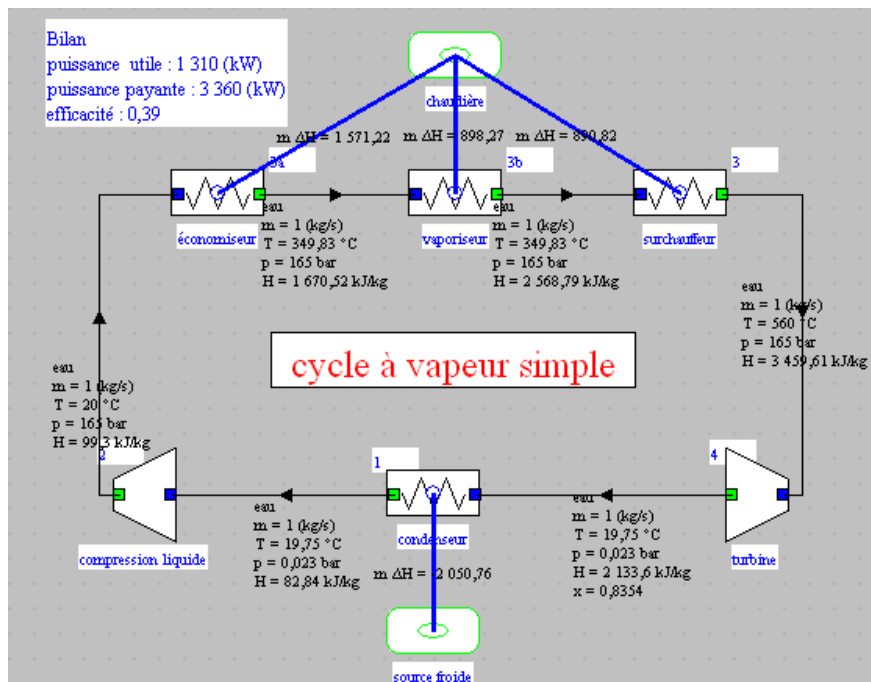 Bilan
puissance utile : 1 310 (kW)
puissance payante : 3 360 (kW)
efficacité : 0,39
chaudière
m ΔH = 1 571,22
m ΔH = 898,27
m ΔH = 890,82
3a
3b
3
économiseur
vaporiseur
surchauffeur
eau
m = 1 (kg/s)
T = 349,83 °C
p = 165 bar
H = 1 670,52 kJ/kg
eau
m = 1 (kg/s)
T = 349,83 °C
p = 165 bar
H = 2 568,79 kJ/kg
eau
m = 1 (kg/s)
T = 560 °C
p = 165 bar
H = 3 459,61 kJ/kg
cycle à vapeur simple
eau
m = 1 (kg/s)
T = 20 °C
p = 165 bar
H = 99,3 kJ/kg
2
1
4
compression liquide
condenseur
turbine
eau
m = 1 (kg/s)
T = 19,75 °C
p = 0,023 bar
H = 82,84 kJ/kg
m ΔH = 2 050,76
eau
m = 1 (kg/s)
T = 19,75 °C
p = 0,023 bar
H = 2 133,6 kJ/kg
x = 0,8354
source froide